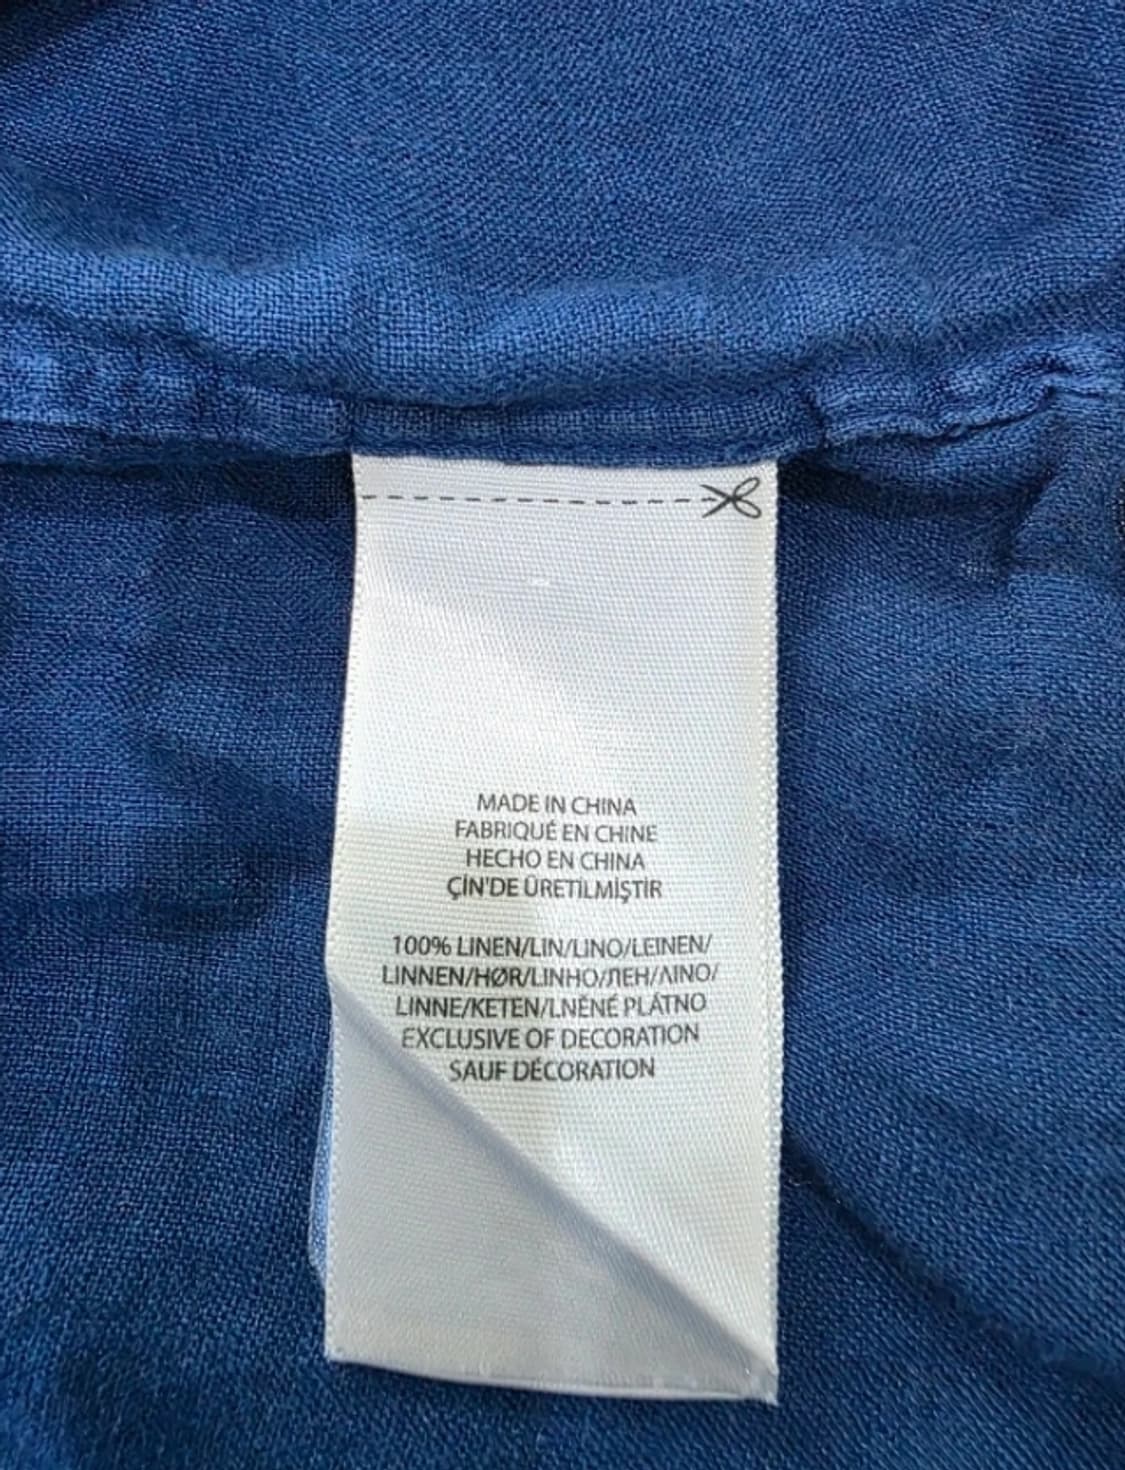 MADE IN CHINA
FABRIQUÉ EN CHINE
HECHO EN CHINA
ÇİN'DE ÜRETİLMİŞTİR
100% LINEN/LIN/LINO/LEINEN/
LINNEN/HØR/LINHO/ЛЕН/ΛΙΝΟ/
LINNE/KETEN/LNĚNÉ PLÁTNO
EXCLUSIVE OF DECORATION
SAUF DÉCORATION